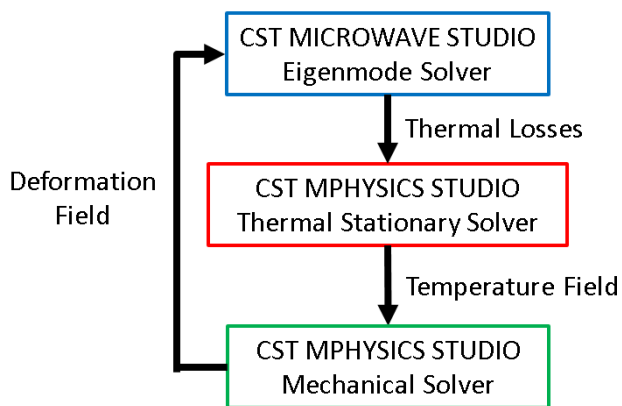 CST MICROWAVE STUDIO
Eigenmode Solver
Thermal Losses
Deformation
Field
CST MPHYSICS STUDIO
Thermal Stationary Solver
Temperature Field
CST MPHYSICS STUDIO
Mechanical Solver